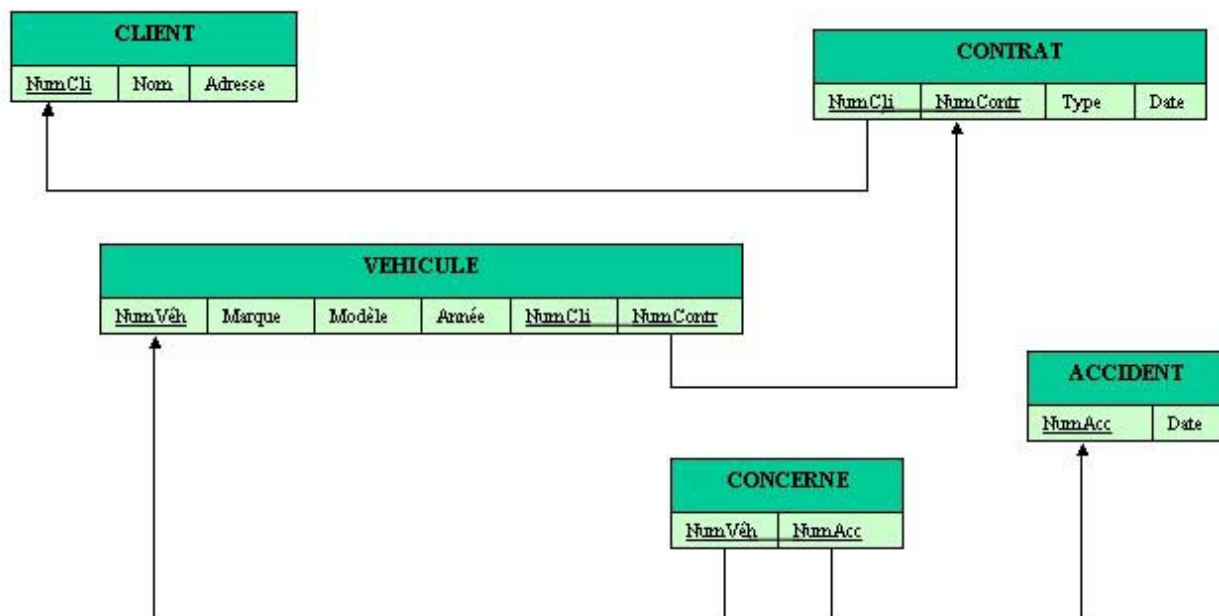 CLIENT
NumCli Nom Adresse
CONTRAT
NumCli NumContr Type Date
VEHICULE
NumVéh Marque Modèle Année NumCli NumContr
ACCIDENT
NumAcc Date
CONCERNE
NumVéh NumAcc